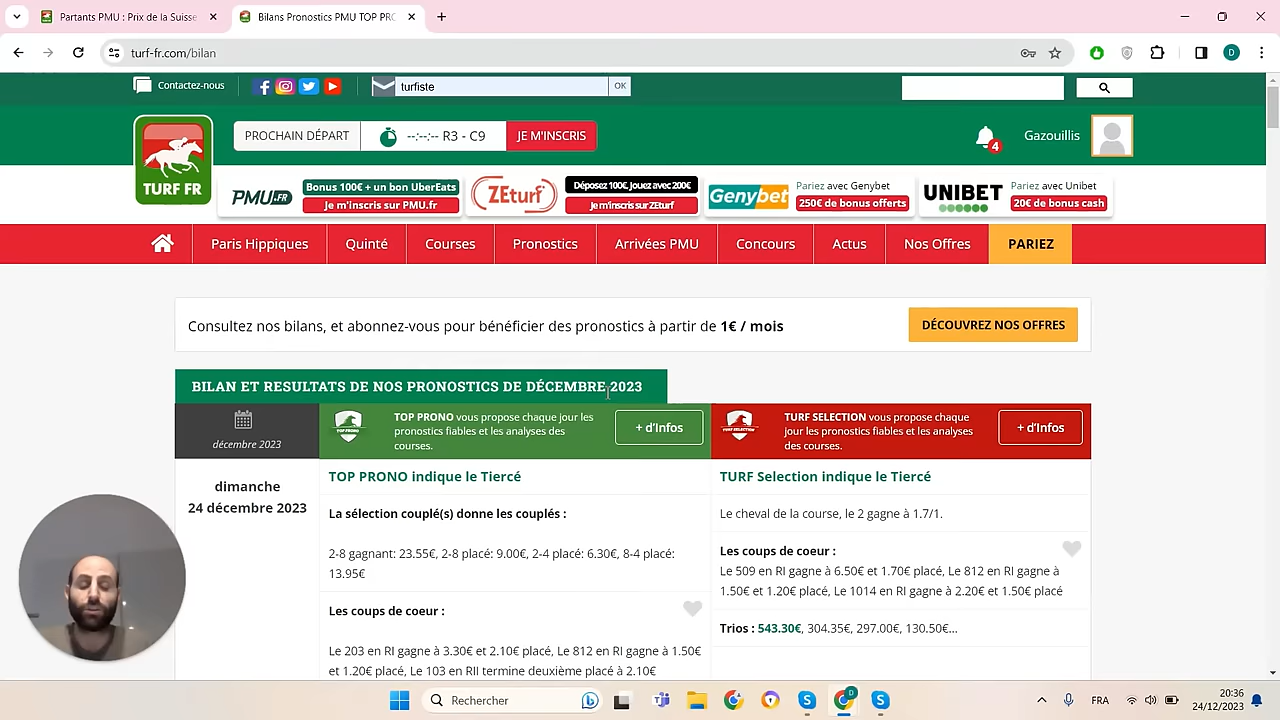 Partants PMU : Prix de la Suisse
Bilans Pronostics PMU TOP PRO
turf-fr.com/bilan
D
Contactez-nous
turfiste
OK
TURF FR
PROCHAIN DÉPART
--:--:-- R3 - C9
JE M'INSCRIS
4
Gazouillis
PMU.FR
Bonus 100€ + un bon UberEats
Je m'inscris sur PMU.fr
ZEturf
Déposez 100€, Jouez avec 200€
Je m'inscris sur ZEturf
Genybet
Pariez avec Genybet
250€ de bonus offerts
UNIBET
Pariez avec Unibet
20€ de bonus cash
Paris Hippiques
Quinté
Courses
Pronostics
Arrivées PMU
Concours
Actus
Nos Offres
PARIEZ
Consultez nos bilans, et abonnez-vous pour bénéficier des pronostics à partir de 1€ / mois
DÉCOUVREZ NOS OFFRES
BILAN ET RESULTATS DE NOS PRONOSTICS DE DÉCEMBRE 2023
décembre 2023
TOP PRONO
TOP PRONO vous propose chaque jour les
pronostics fiables et les analyses des
courses.
+ d'Infos
TURF SELECTION
TURF SELECTION vous propose chaque
jour les pronostics fiables et les analyses
des courses.
+ d'Infos
dimanche
24 décembre 2023
TOP PRONO indique le Tiercé
La sélection couplé(s) donne les couplés :
2-8 gagnant: 23.55€, 2-8 placé: 9.00€, 2-4 placé: 6.30€, 8-4 placé:
13.95€
Les coups de coeur :
Le 203 en RI gagne à 3.30€ et 2.10€ placé, Le 812 en RI gagne à 1.50€
et 1.20€ placé, Le 103 en RII termine deuxième placé à 2.10€
TURF Selection indique le Tiercé
Le cheval de la course, le 2 gagne à 1.7/1.
Les coups de coeur :
Le 509 en RI gagne à 6.50€ et 1.70€ placé, Le 812 en RI gagne à
1.50€ et 1.20€ placé, Le 1014 en RI gagne à 2.20€ et 1.50€ placé
Trios : 543.30€, 304.35€, 297.00€, 130.50€...
Rechercher
FRA
20:36
24/12/2023